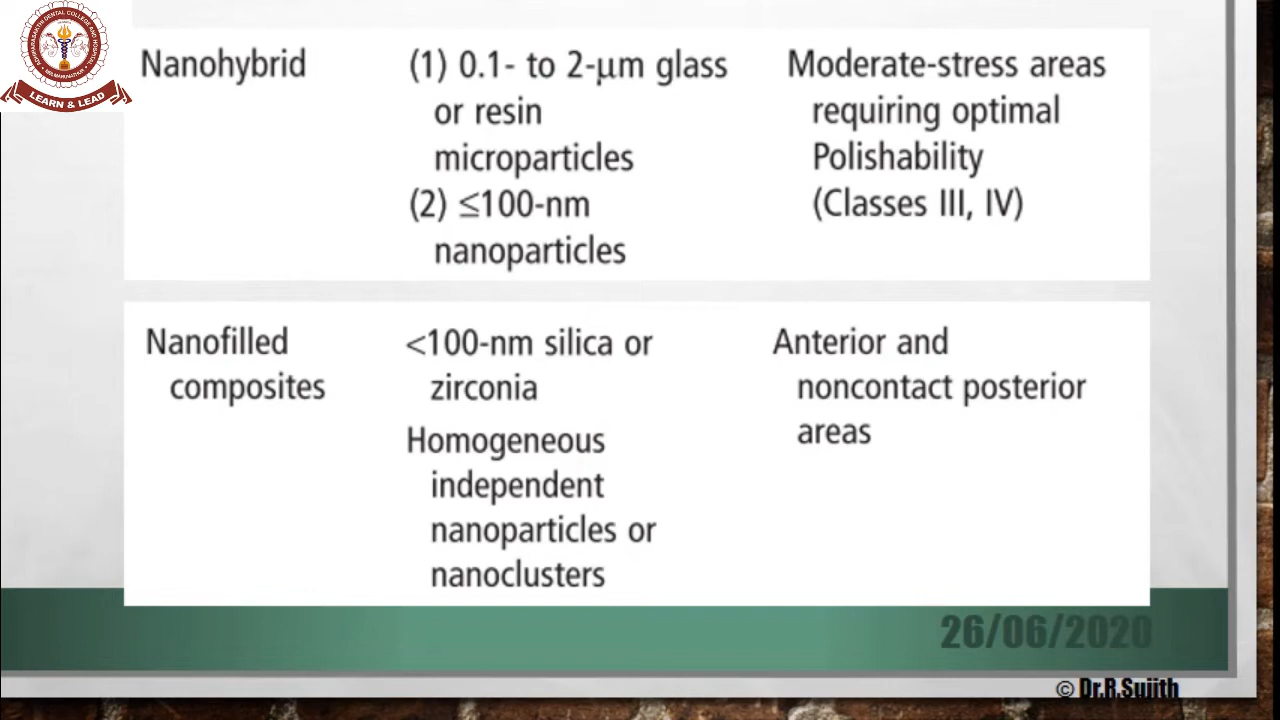 LEARN & LEAD
Nanohybrid
(1) 0.1- to 2-μm glass
or resin
microparticles
(2) ≤100-nm
nanoparticles
Moderate-stress areas
requiring optimal
Polishability
(Classes III, IV)
Nanofilled
composites
<100-nm silica or
zirconia
Homogeneous
independent
nanoparticles or
nanoclusters
Anterior and
noncontact posterior
areas
26/06/2020
© Dr.R.Sujith